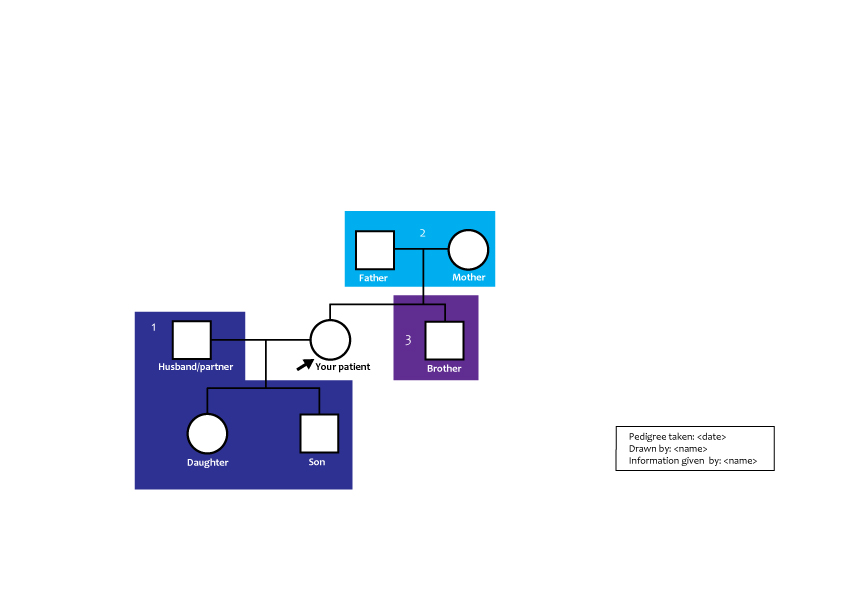 2
Father
Mother
1
Husband/partner
Your patient
3
Brother
Daughter
Son
Pedigree taken: <date>
Drawn by: <name>
Information given  by: <name>